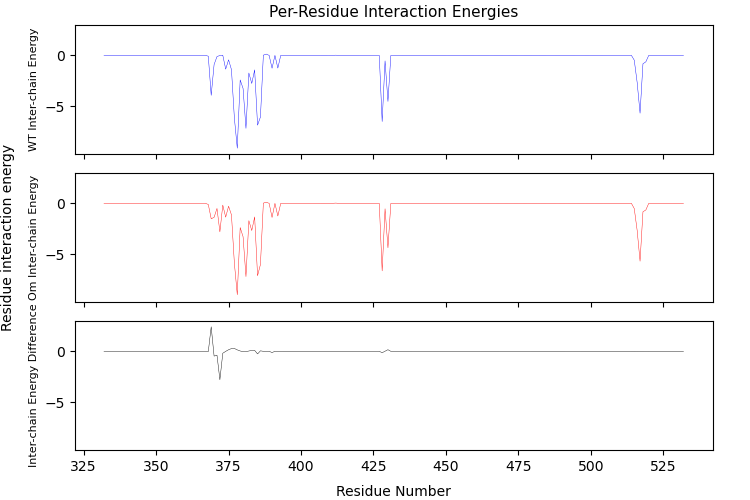 Per-Residue Interaction Energies
Residue interaction energy
WT Inter-chain Energy
0
−5
Om Inter-chain Energy
0
−5
Inter-chain Energy Difference
0
−5
325
350
375
400
425
450
475
500
525
Residue Number